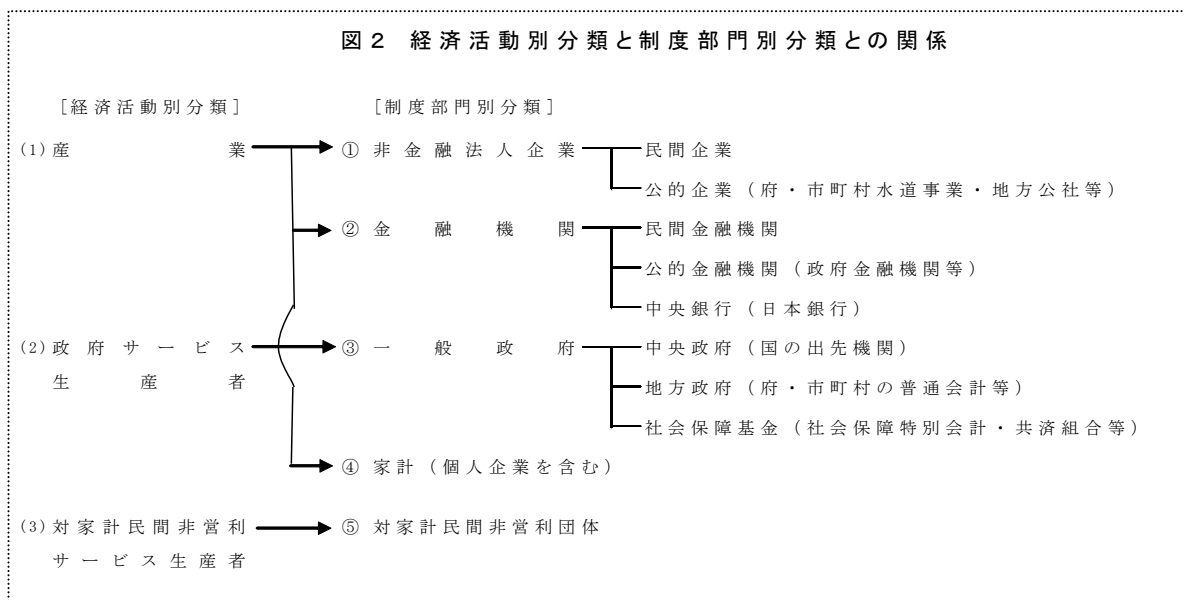 図２ 経済活動別分類と制度部門別分類との関係
［経済活動別分類］ ［制度部門別分類］
(1)産業 ① 非金融法人企業 民間企業
公的企業（府・市町村水道事業・地方公社等）
② 金融機関 民間金融機関
公的金融機関（政府金融機関等）
中央銀行（日本銀行）
(2)政府サービス ③ 一般政府 中央政府（国の出先機関）
生産者 地方政府（府・市町村の普通会計等）
社会保障基金（社会保障特別会計・共済組合等）
④ 家計（個人企業を含む）
(3)対家計民間非営利 ⑤ 対家計民間非営利団体
サービス生産者